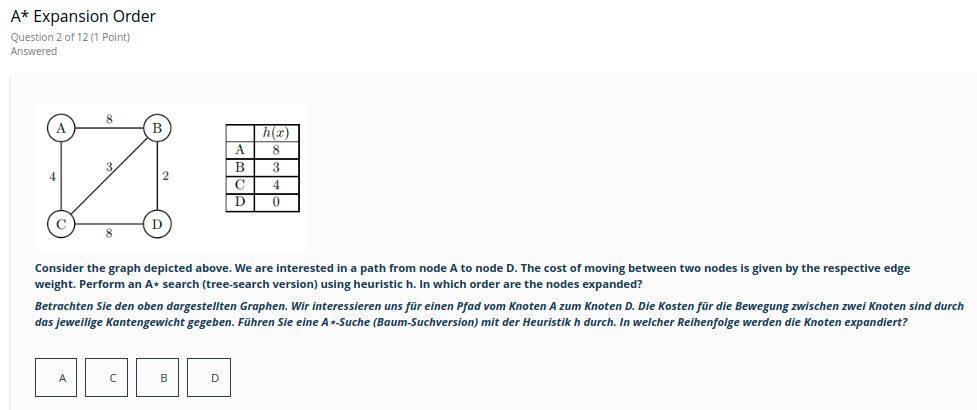 A* Expansion Order
Question 2 of 12 (1 Point)
Answered
A 8 B
4 3 2
C 8 D
h(x)
A 8
B 3
C 4
D 0
Consider the graph depicted above. We are interested in a path from node A to node D. The cost of moving between two nodes is given by the respective edge
weight. Perform an A* search (tree-search version) using heuristic h. In which order are the nodes expanded?
Betrachten Sie den oben dargestellten Graphen. Wir interessieren uns für einen Pfad vom Knoten A zum Knoten D. Die Kosten für die Bewegung zwischen zwei Knoten sind durch
das jeweilige Kantengewicht gegeben. Führen Sie eine A*-Suche (Baum-Suchversion) mit der Heuristik h durch. In welcher Reihenfolge werden die Knoten expandiert?
A C B D